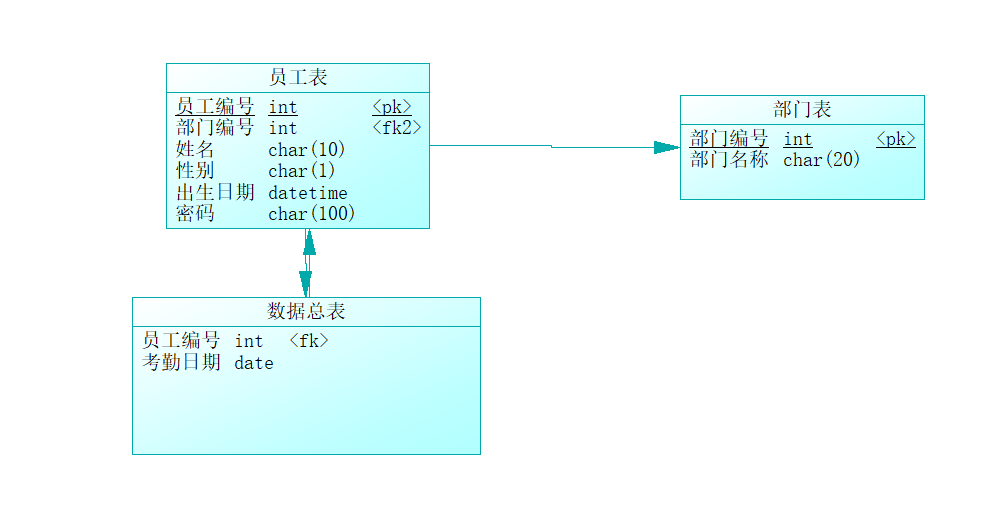 员工表
员工编号 int <pk>
部门编号 int <fk2>
姓名 char(10)
性别 char(1)
出生日期 datetime
密码 char(100)
部门表
部门编号 int <pk>
部门名称 char(20)
数据总表
员工编号 int <fk>
考勤日期 date